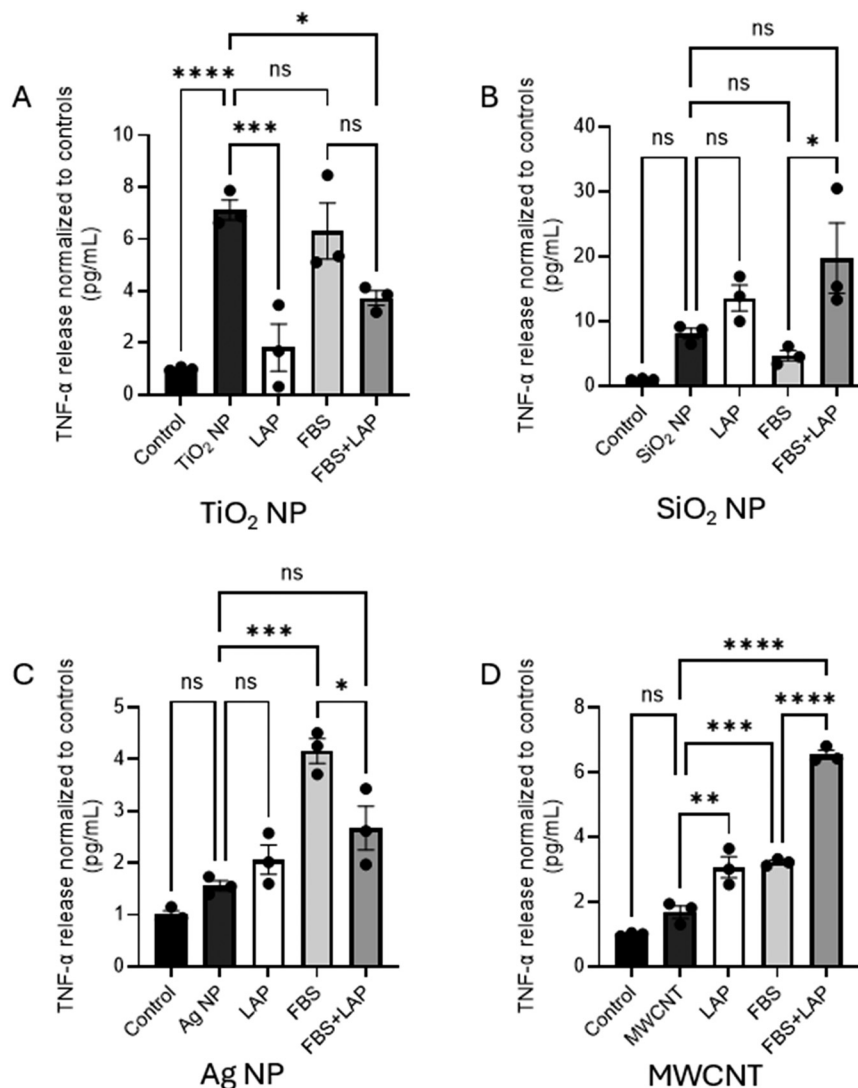 A
TNF-α release normalized to controls
(pg/mL)
*
****
ns
***
ns
10
8
6
4
2
0
Control
TiO₂ NP
LAP
FBS
FBS+LAP
TiO₂ NP
B
TNF-α release normalized to controls
(pg/mL)
ns
ns
ns
ns
*
40
30
20
10
0
Control
SiO₂ NP
LAP
FBS
FBS+LAP
SiO₂ NP
C
TNF-α release normalized to controls
(pg/mL)
ns
***
ns
ns
*
5
4
3
2
1
0
Control
Ag NP
LAP
FBS
FBS+LAP
Ag NP
D
TNF-α release normalized to controls
(pg/mL)
****
ns
***
****
**
8
6
4
2
0
Control
MWCNT
LAP
FBS
FBS+LAP
MWCNT